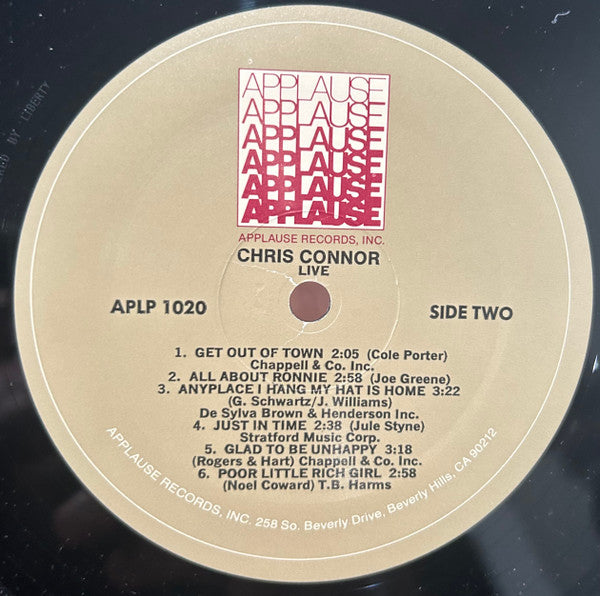 APPLAUSE
APPLAUSE
APPLAUSE
APPLAUSE
APPLAUSE
APPLAUSE
APPLAUSE RECORDS, INC.
CHRIS CONNOR
LIVE
APLP 1020
SIDE TWO
1. GET OUT OF TOWN 2:05 (Cole Porter)
Chappell & Co. Inc.
2. ALL ABOUT RONNIE 2:58 (Joe Greene)
3. ANYPLACE I HANG MY HAT IS HOME 3:22
(G. Schwartz/J. Williams)
De Sylva Brown & Henderson Inc.
4. JUST IN TIME 2:38 (Jule Styne)
Stratford Music Corp.
5. GLAD TO BE UNHAPPY 3:18
(Rogers & Hart) Chappell & Co. Inc.
6. POOR LITTLE RICH GIRL 2:58
(Noel Coward) T.B. Harms
APPLAUSE RECORDS, INC. 258 So. Beverly Drive, Beverly Hills, CA 90212
BY LIBERTY